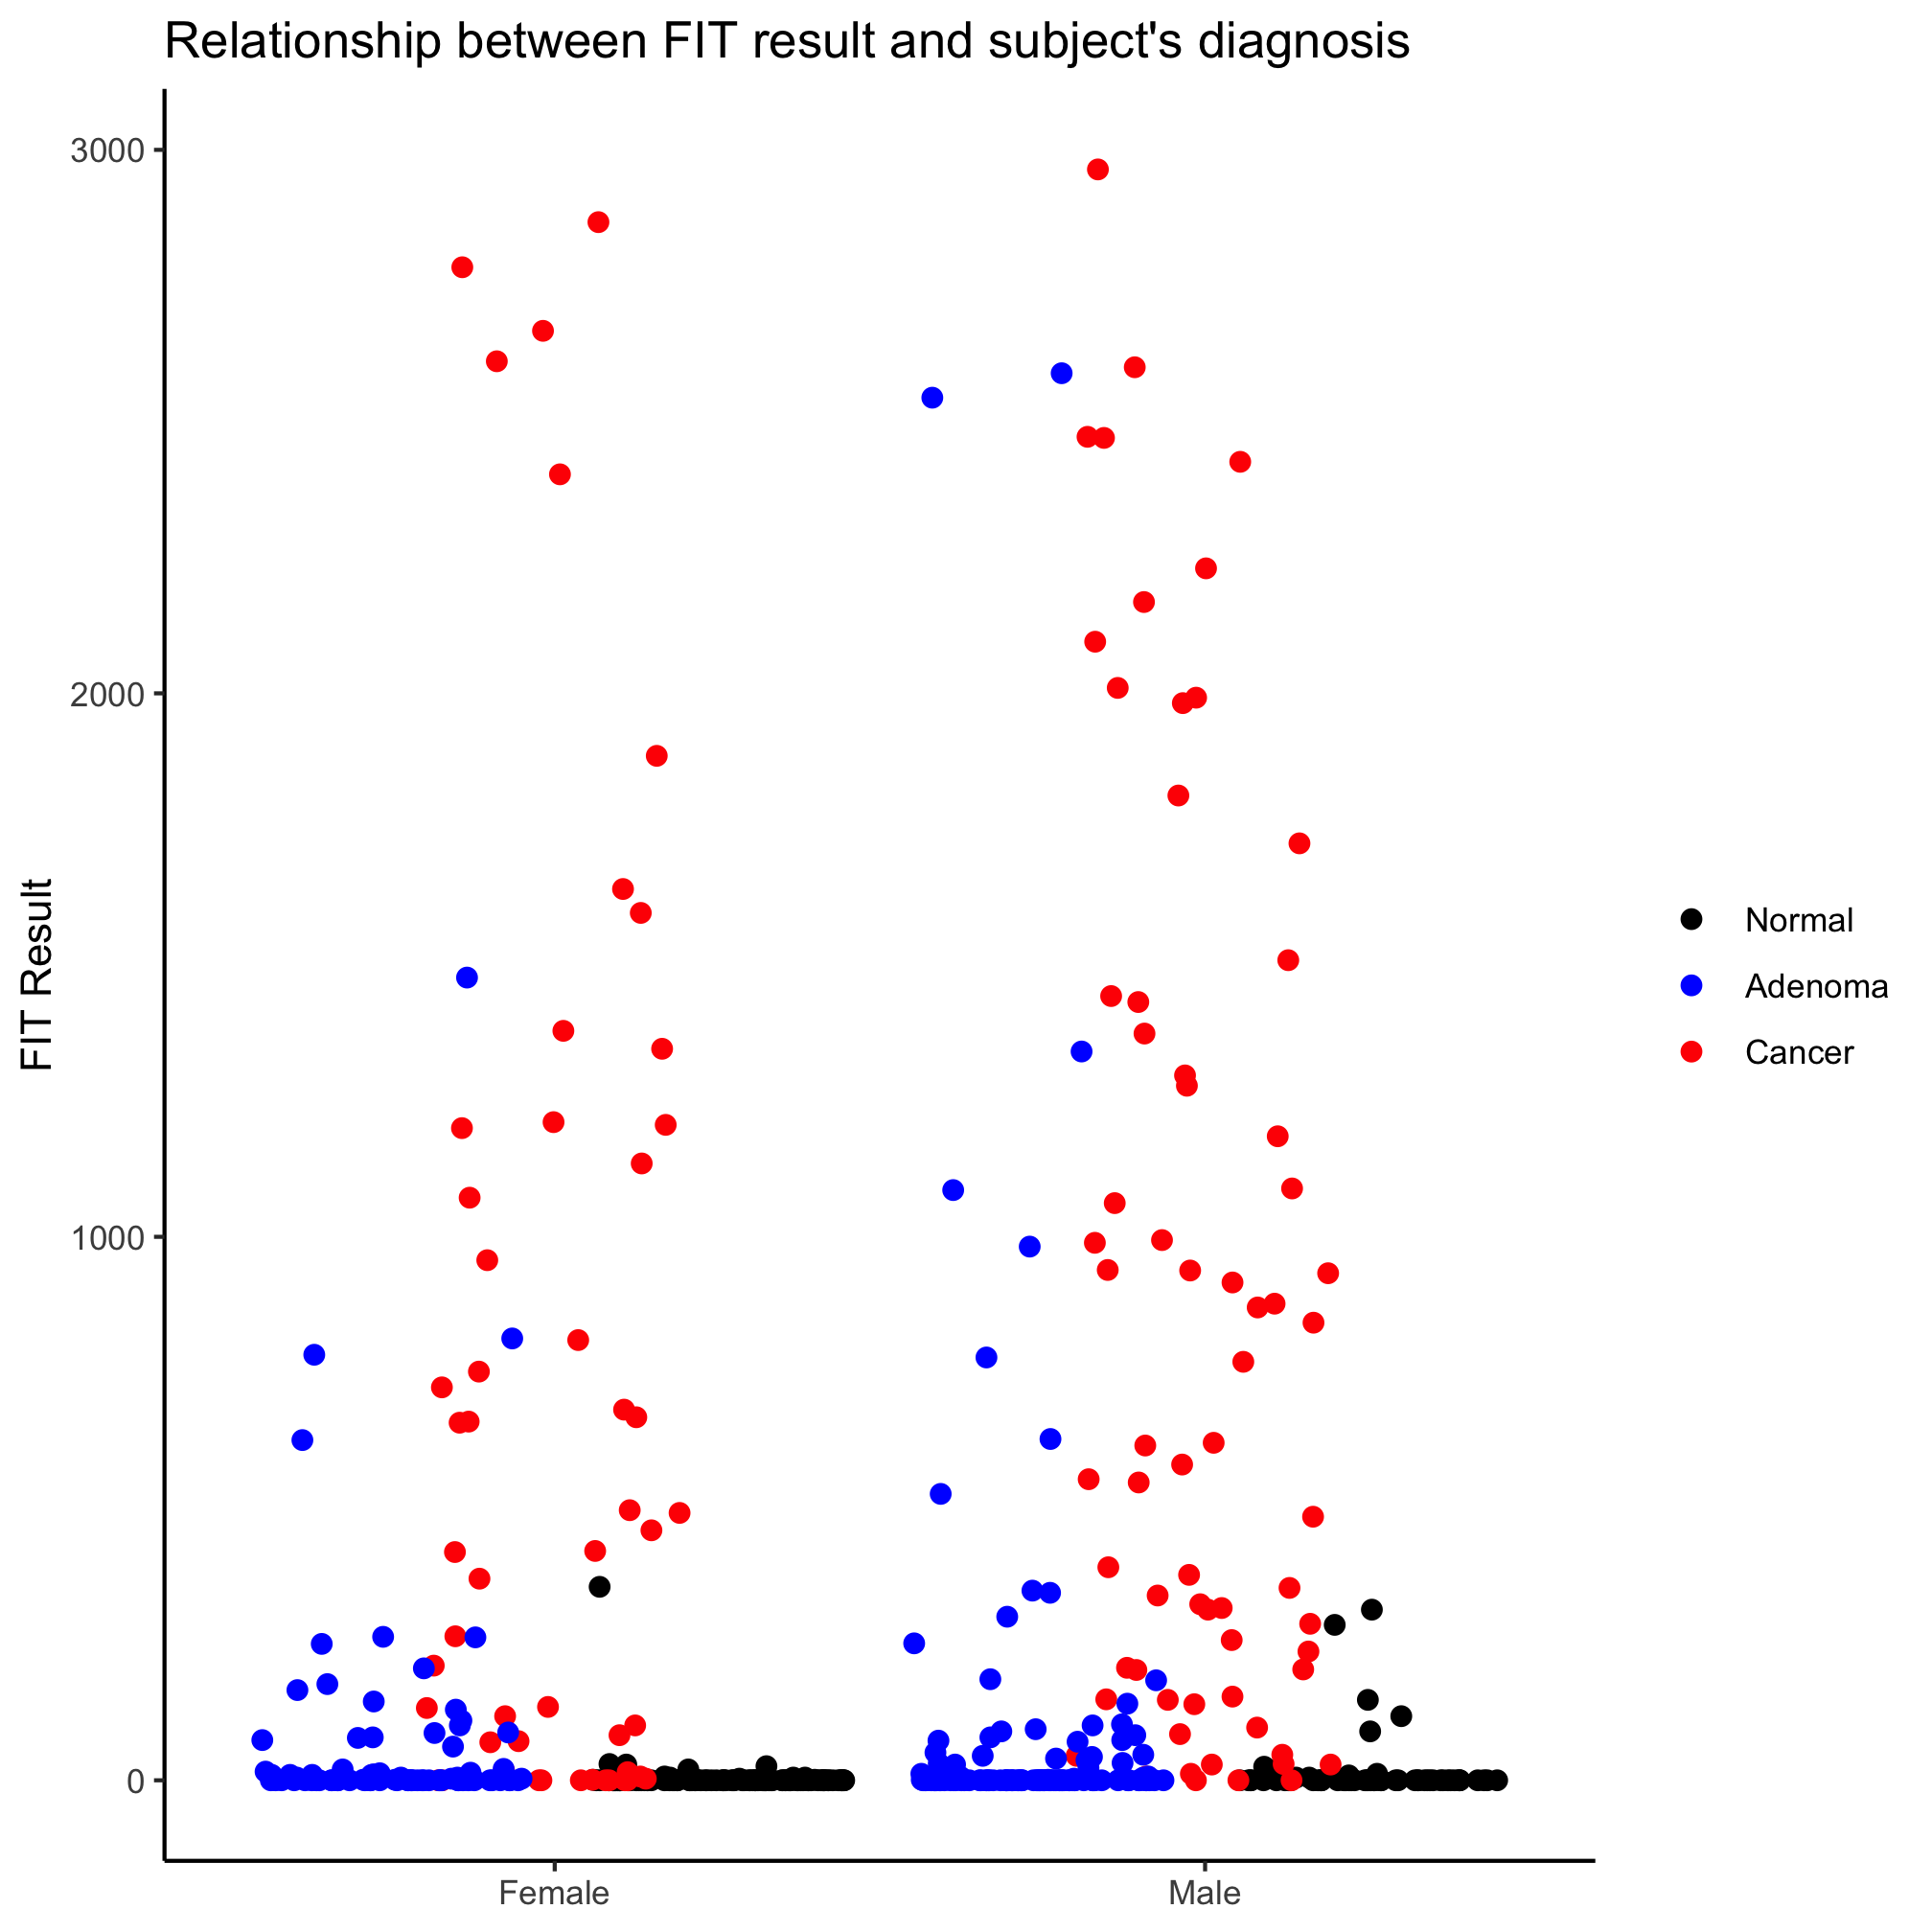 Relationship between FIT result and subject's diagnosis
3000
2000
1000
0
FIT Result
Female
Male
Normal
Adenoma
Cancer